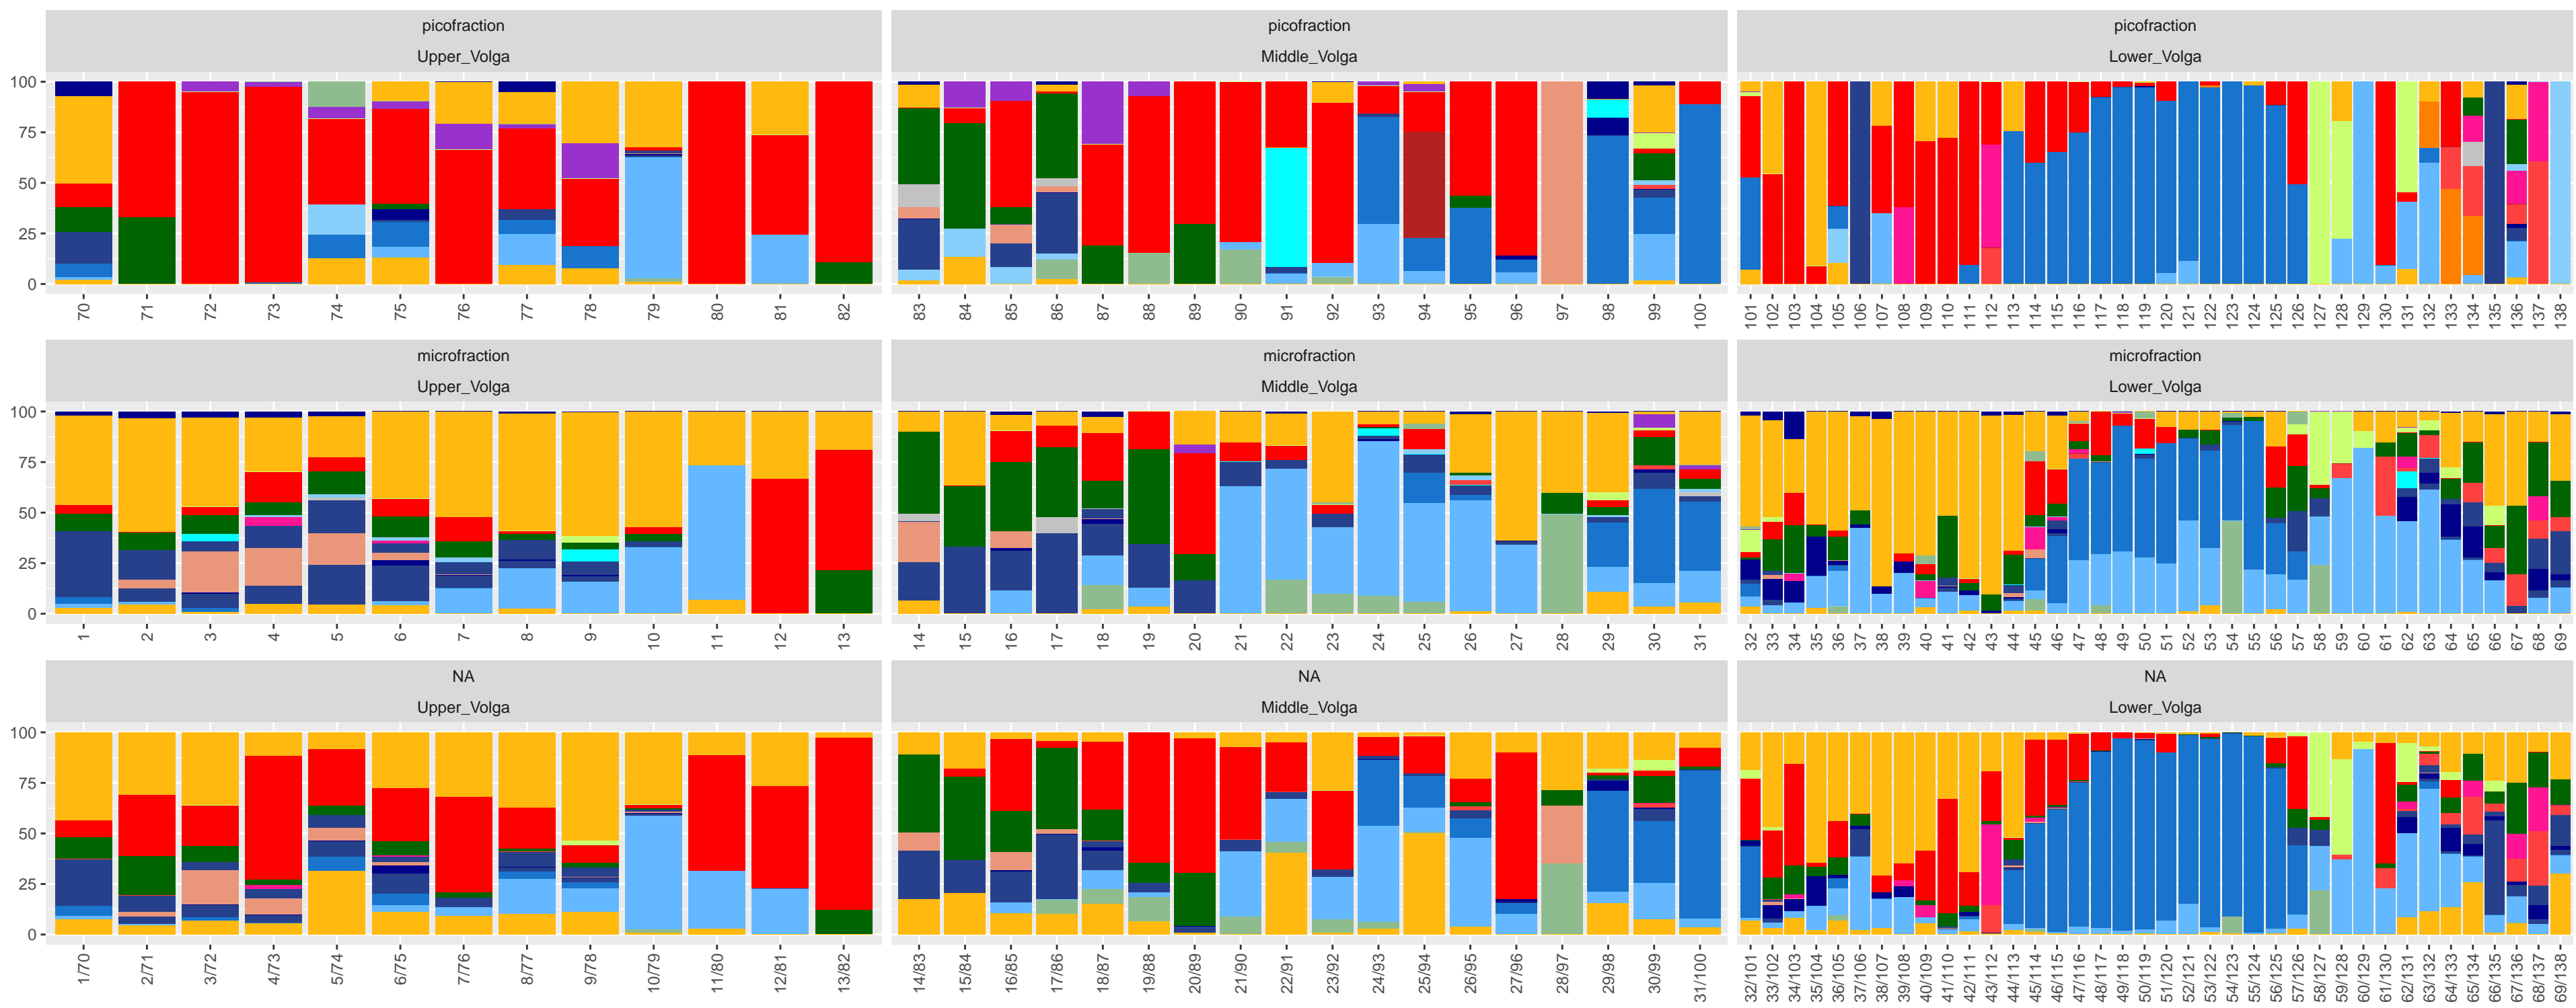 picofraction picofraction picofraction
Upper_Volga Middle_Volga Lower_Volga
100
75
50
25
0
70 71 72 73 74 75 76 77 78 79 80 81 82 83 84 85 86 87 88 89 90 91 92 93 94 95 96 97 98 99 100 101 102 103 104 105 106 107 108 109 110 111 112 113 114 115 116 117 118 119 120 121 122 123 124 125 126 127 128 129 130 131 132 133 134 135 136 137 138
microfraction microfraction microfraction
Upper_Volga Middle_Volga Lower_Volga
100
75
50
25
0
1 2 3 4 5 6 7 8 9 10 11 12 13 14 15 16 17 18 19 20 21 22 23 24 25 26 27 28 29 30 31 32 33 34 35 36 37 38 39 40 41 42 43 44 45 46 47 48 49 50 51 52 53 54 55 56 57 58 59 60 61 62 63 64 65 66 67 68 69
NA NA NA
Upper_Volga Middle_Volga Lower_Volga
100
75
50
25
0
1/70 2/71 3/72 4/73 5/74 6/75 7/76 8/77 9/78 10/79 11/80 12/81 13/82 14/83 15/84 16/85 17/86 18/87 19/88 20/89 21/90 22/91 23/92 24/93 25/94 26/95 27/96 28/97 29/98 30/99 31/100 32/101 33/102 34/103 35/104 36/105 37/106 38/107 39/108 40/109 41/110 42/111 43/112 44/113 45/114 46/115 47/116 48/117 49/118 50/119 51/120 52/121 53/122 54/123 55/124 56/125 57/126 58/127 59/128 60/129 61/130 62/131 63/132 64/133 65/134 66/135 67/136 68/137 69/138